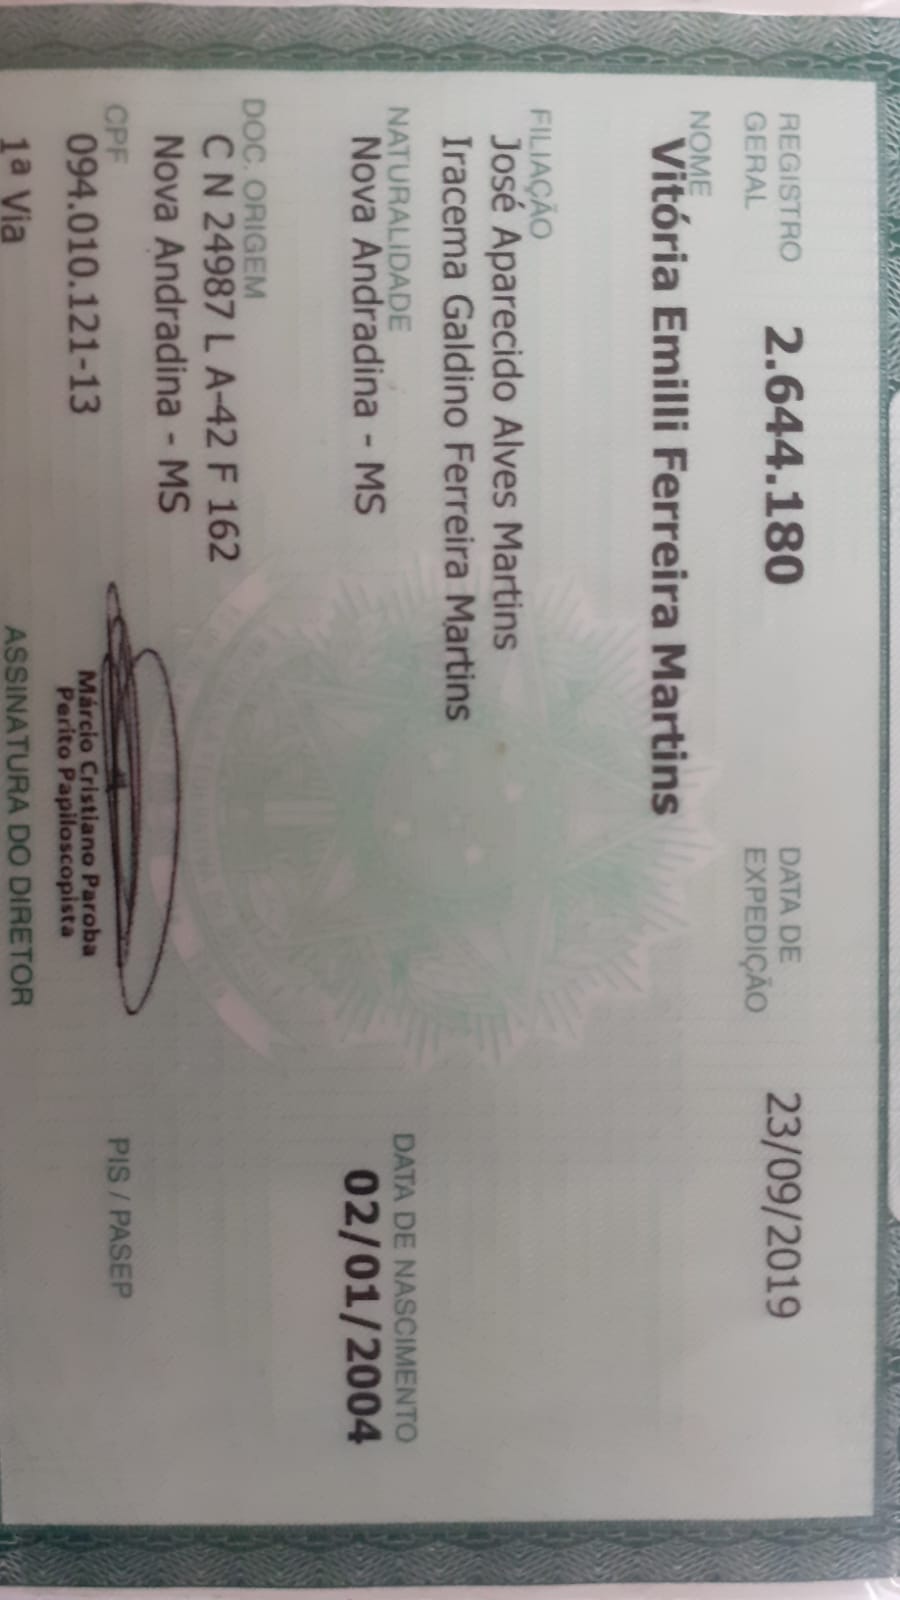 REGISTRO GERAL 2.644.180 DATA DE EXPEDIÇÃO 23/09/2019
NOME
Vitória Emilli Ferreira Martins
FILIAÇÃO
José Aparecido Alves Martins
Iracema Galdino Ferreira Martins
NATURALIDADE DATA DE NASCIMENTO
Nova Andradina - MS 02/01/2004
DOC. ORIGEM
C N 24987 L A-42 F 162
Nova Andradina - MS
CPF PIS / PASEP
094.010.121-13
Márcio Cristiano Paroba
Perito Papiloscopista
1ª Via
ASSINATURA DO DIRETOR